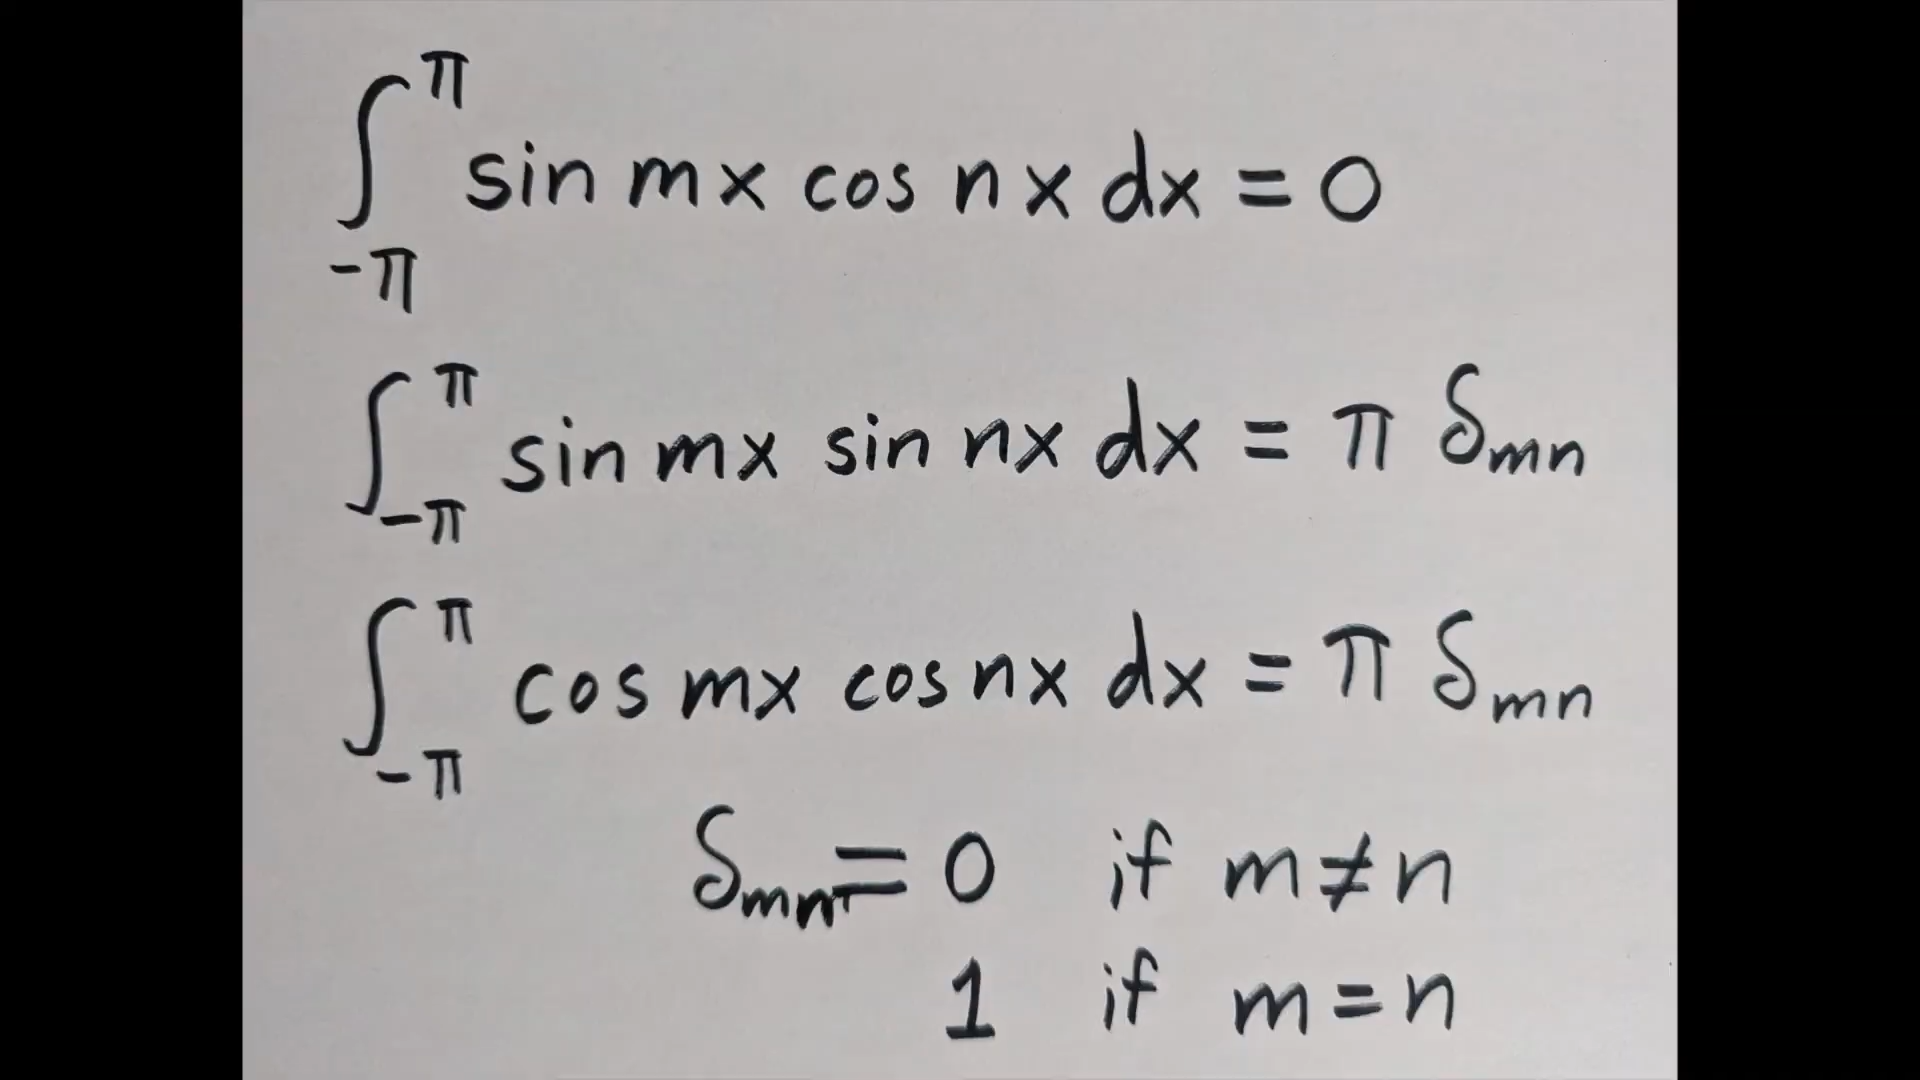 ∫_{-π}^{π} sin mx cos nx dx = 0
∫_{-π}^{π} sin mx sin nx dx = π δ_{mn}
∫_{-π}^{π} cos mx cos nx dx = π δ_{mn}
δ_{mn} = 0 if m ≠ n
1 if m = n